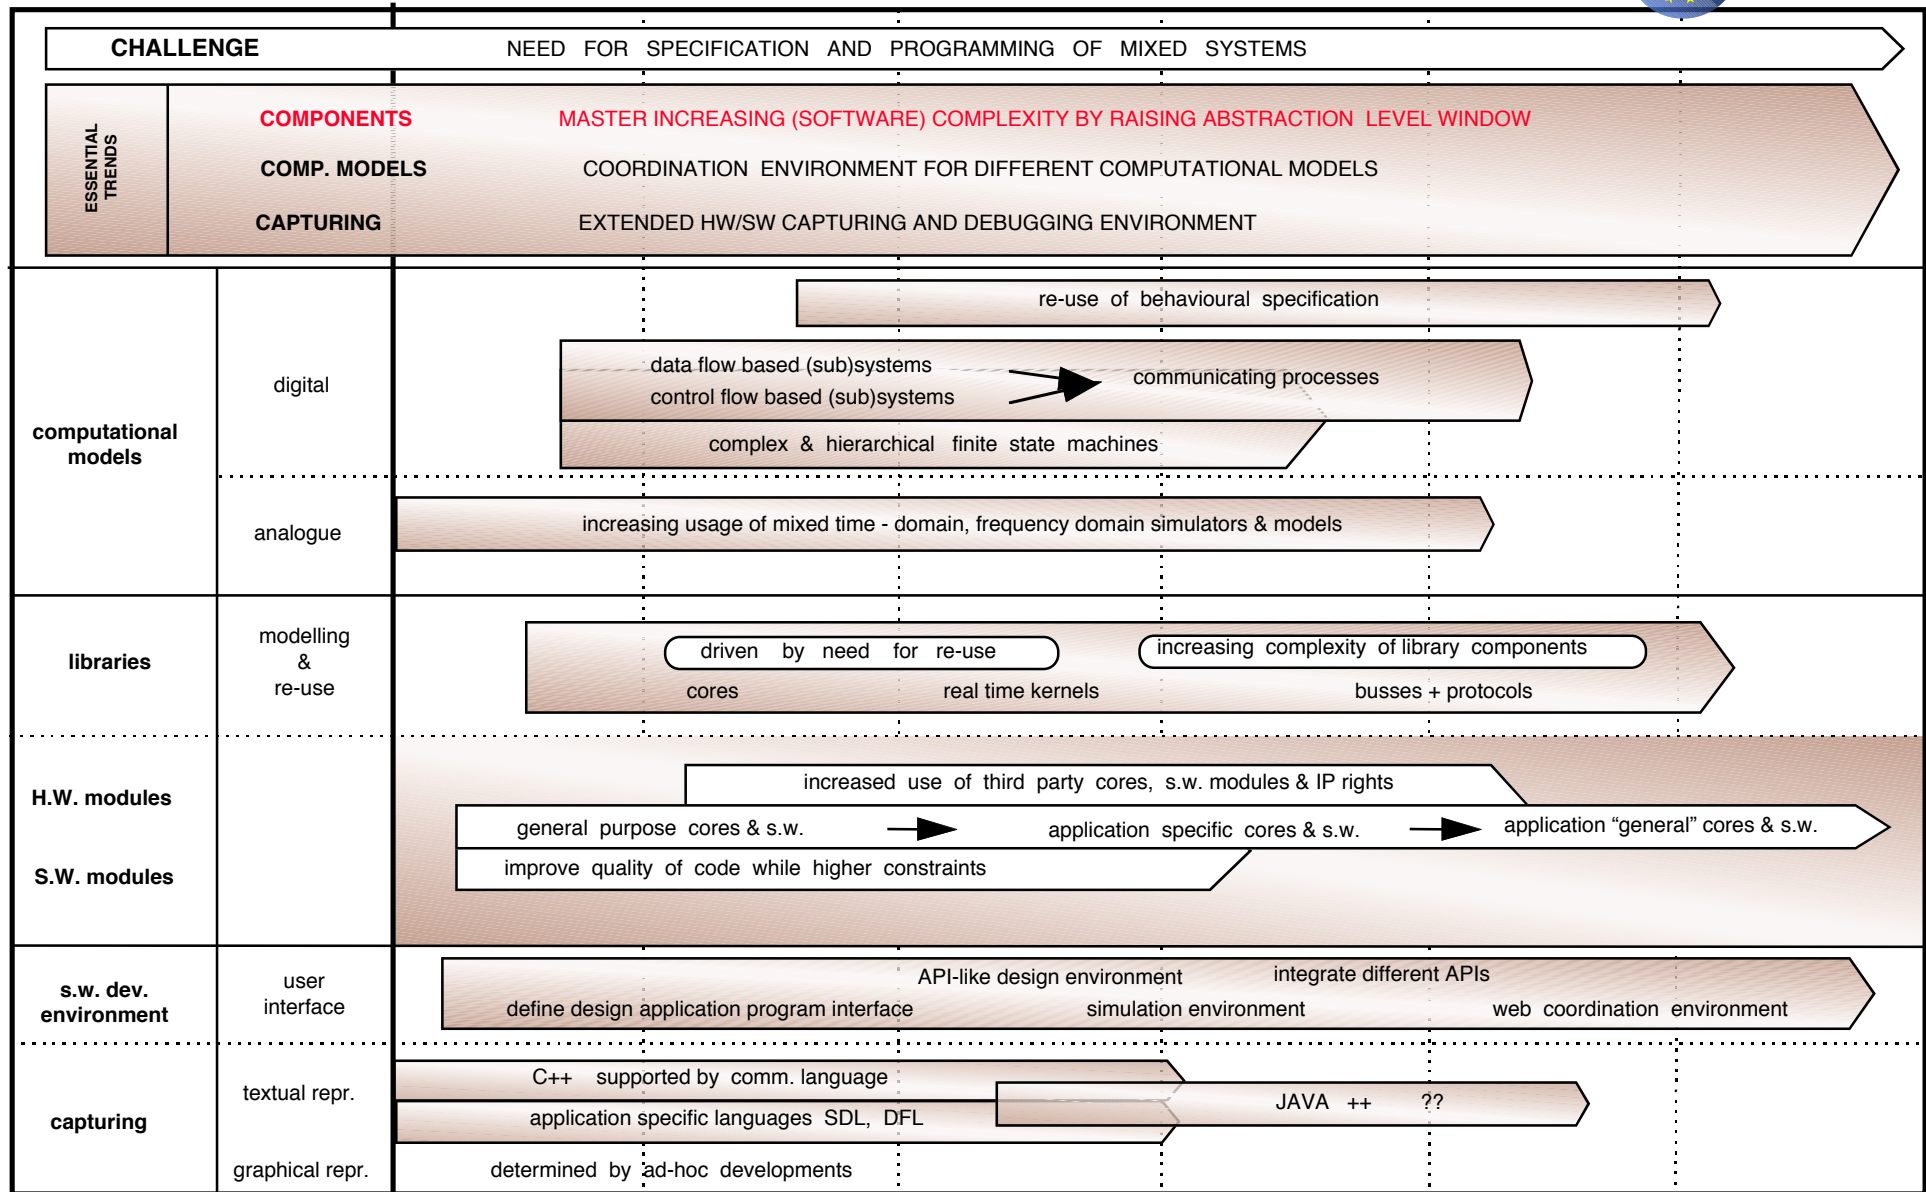 CHALLENGE NEED FOR SPECIFICATION AND PROGRAMMING OF MIXED SYSTEMS
ESSENTIAL
TRENDS
COMPONENTS MASTER INCREASING (SOFTWARE) COMPLEXITY BY RAISING ABSTRACTION LEVEL WINDOW
COMP. MODELS COORDINATION ENVIRONMENT FOR DIFFERENT COMPUTATIONAL MODELS
CAPTURING EXTENDED HW/SW CAPTURING AND DEBUGGING ENVIRONMENT
computational
models
digital
re-use of behavioural specification
data flow based (sub)systems
control flow based (sub)systems
communicating processes
complex & hierarchical finite state machines
analogue
increasing usage of mixed time - domain, frequency domain simulators & models
libraries
modelling
&
re-use
driven by need for re-use
increasing complexity of library components
cores real time kernels busses + protocols
H.W. modules
S.W. modules
increased use of third party cores, s.w. modules & IP rights
general purpose cores & s.w. application specific cores & s.w. application “general” cores & s.w.
improve quality of code while higher constraints
s.w. dev.
environment
user
interface
API-like design environment integrate different APIs
define design application program interface simulation environment web coordination environment
capturing
textual repr.
C++ supported by comm. language
application specific languages SDL, DFL
JAVA ++ ??
graphical repr. determined by ad-hoc developments